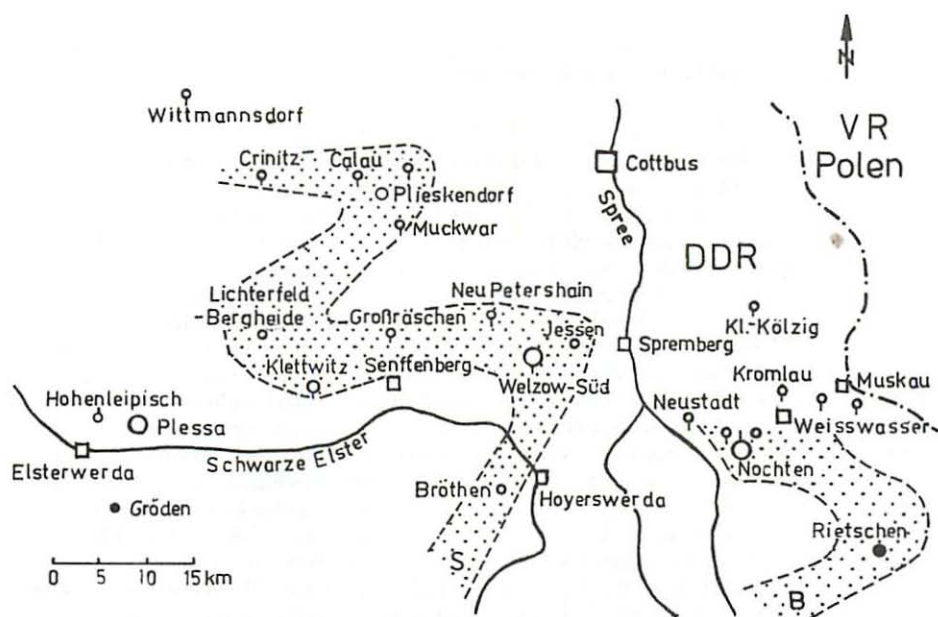 N
VR
Polen
Wittmannsdorf
Crinitz
Calau
Plieskendorf
Muckwar
Cottbus
Spree
DDR
Lichterfeld
-Bergheide
Großräschen
Neu Petershain
Jessen
Kl.-Kölzig
Spremberg
Klettwitz
Senftenberg
Welzow-Süd
Kromlau
Muskau
Hohenleipisch
Plessa
Neustadt
Weisswasser
Elsterwerda
Schwarze Elster
Nochten
Bröthen
Hoyerswerda
Gröden
Rietschen
S
B
0 5 10 15 km